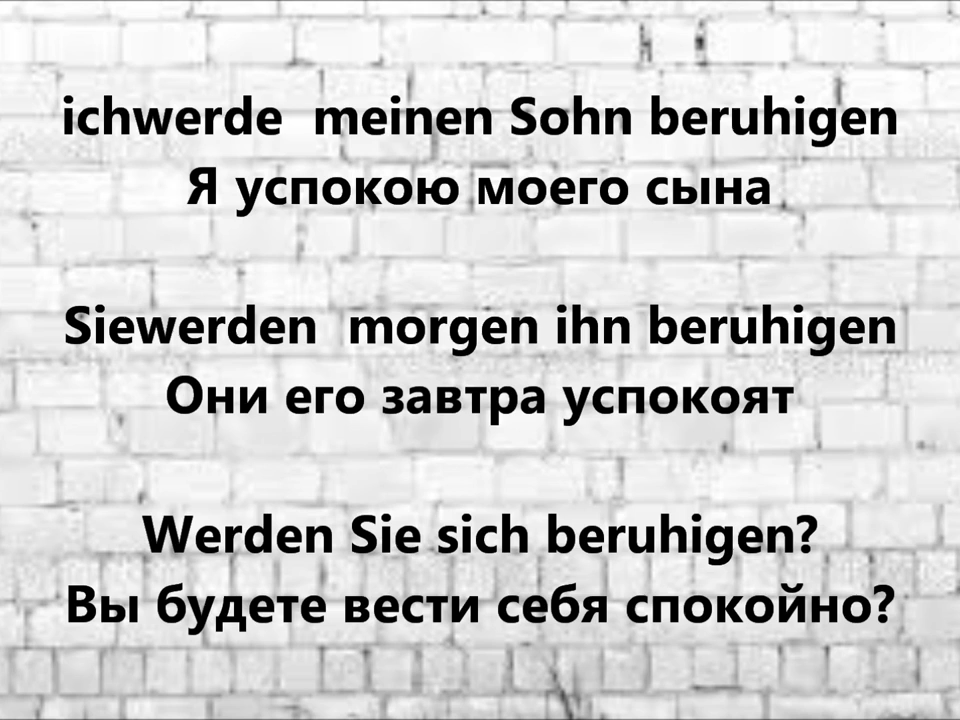 ichwerde  meinen Sohn beruhigen
Я успокою моего сына
Siewerden  morgen ihn beruhigen
Они его завтра успокоят
Werden Sie sich beruhigen?
Вы будете вести себя спокойно?